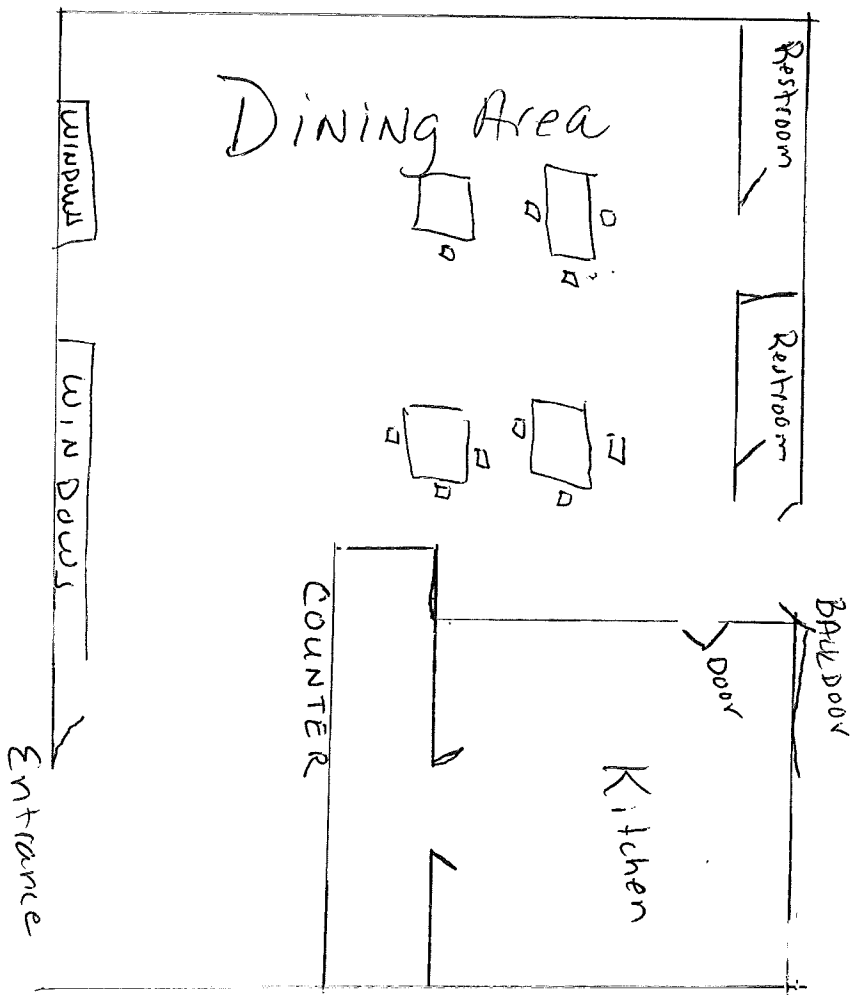 Dining Area
Restroom
WINDOWS
Restroom
WINDOWS
COUNTER
BACK DOOR
DOOR
Kitchen
Entrance